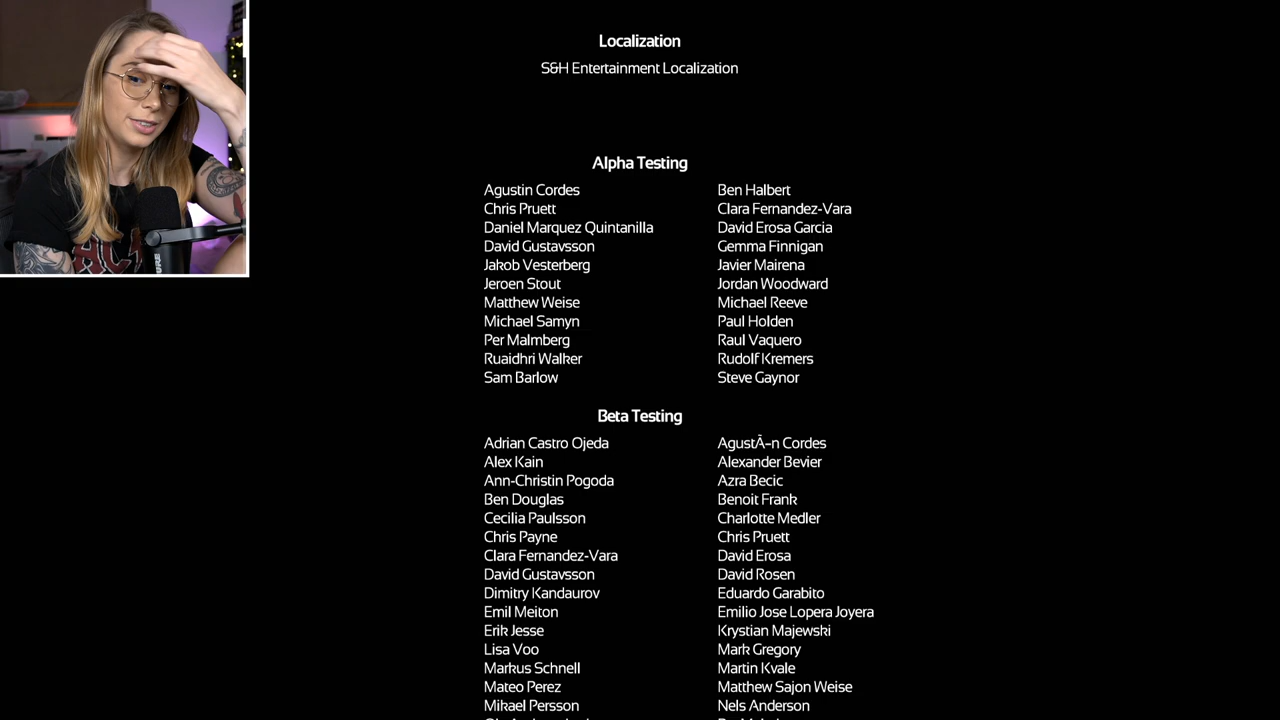 Localization
S&H Entertainment Localization
Alpha Testing
Agustin Cordes Ben Halbert
Chris Pruett Clara Fernandez-Vara
Daniel Marquez Quintanilla David Erosa Garcia
David Gustavsson Gemma Finnigan
Jakob Vesterberg Javier Mairena
Jeroen Stout Jordan Woodward
Matthew Weise Michael Reeve
Michael Samyn Paul Holden
Per Malmberg Raul Vaquero
Ruaidhri Walker Rudolf Kremers
Sam Barlow Steve Gaynor
Beta Testing
Adrian Castro Ojeda AgustÃ-n Cordes
Alex Kain Alexander Bevier
Ann-Christin Pogoda Azra Becic
Ben Douglas Benoit Frank
Cecilia Paulsson Charlotte Medler
Chris Payne Chris Pruett
Clara Fernandez-Vara David Erosa
David Gustavsson David Rosen
Dimitry Kandaurov Eduardo Garabito
Emil Meiton Emilio Jose Lopera Joyera
Erik Jesse Krystian Majewski
Lisa Voo Mark Gregory
Markus Schnell Martin Kvale
Mateo Perez Matthew Sajon Weise
Mikael Persson Nels Anderson